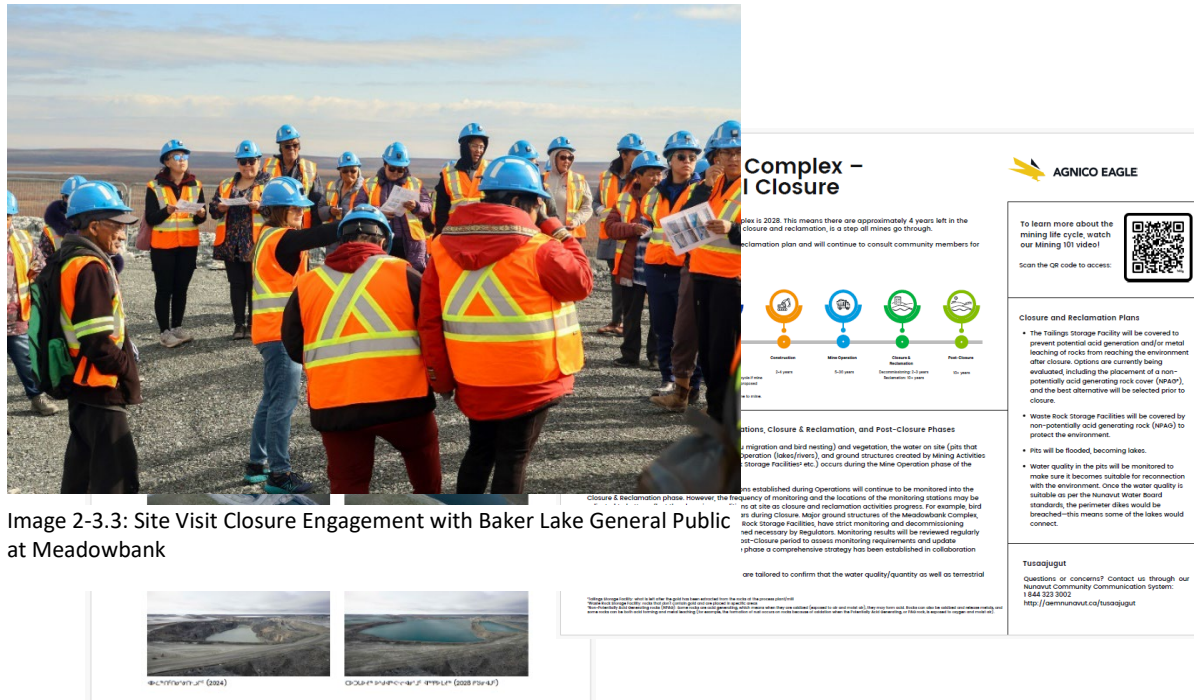 Image 2-3.3: Site Visit Closure Engagement with Baker Lake General Public
at Meadowbank
Complex –
l Closure
plex is 2028. This means there are approximately 4 years left in the
closure and reclamation, is a step all mines go through.
eclamation plan and will continue to consult community members for
Construction
Mine Operation
Closure &
Reclamation
Post-Closure
2-4 years
5-30 years
Decommissioning: 3-2 years
Reclamation: 10+ years
10+ years
ations, Closure & Reclamation, and Post-Closure Phases
u migration and bird nesting) and vegetation, the water on site (pits that
Operation (lakes/rivers), and ground structures created by Mining Activities
Storage Facilities² etc.) occurs during the Mine Operation phase of the
ns established during Operations will continue to be monitored into the
Closure & Reclamation phase. However, the frequency of monitoring and the locations of the monitoring stations may be
ns at site as closure and reclamation activities progress. For example, bird
rs during Closure. Major ground structures of the Meadowbank Complex,
Rock Storage Facilities, have strict monitoring and decommissioning
ned necessary by Regulators. Monitoring results will be reviewed regularly
ost-Closure period to assess monitoring requirements and update
phase a comprehensive strategy has been established in collaboration
are tailored to confirm that the water quality/quantity as well as terrestrial
AGNICO EAGLE
To learn more about the
mining life cycle, watch
our Mining 101 video!
Scan the QR code to access:
Closure and Reclamation Plans
• The Tailings Storage Facility will be covered to
prevent potential acid generation and/or metal
leaching of rocks from reaching the environment
after closure. Options are currently being
evaluated, including the placement of a non-
potentially acid generating rock cover (NPAG³),
and the best alternative will be selected prior to
closure.
• Waste Rock Storage Facilities will be covered by
non-potentially acid generating rock (NPAG) to
protect the environment.
• Pits will be flooded, becoming lakes.
• Water quality in the pits will be monitored to
make sure it becomes suitable for reconnection
with the environment. Once the water quality is
suitable as per the Nunavut Water Board
standards, the perimeter dikes would be
breached—this means some of the lakes would
connect.
Tusaajugut
Questions or concerns? Contact us through our
Nunavut Community Communication System:
1 844 323 3002
http://aemnunavut.ca/tusaajugut
(2024)
(2028